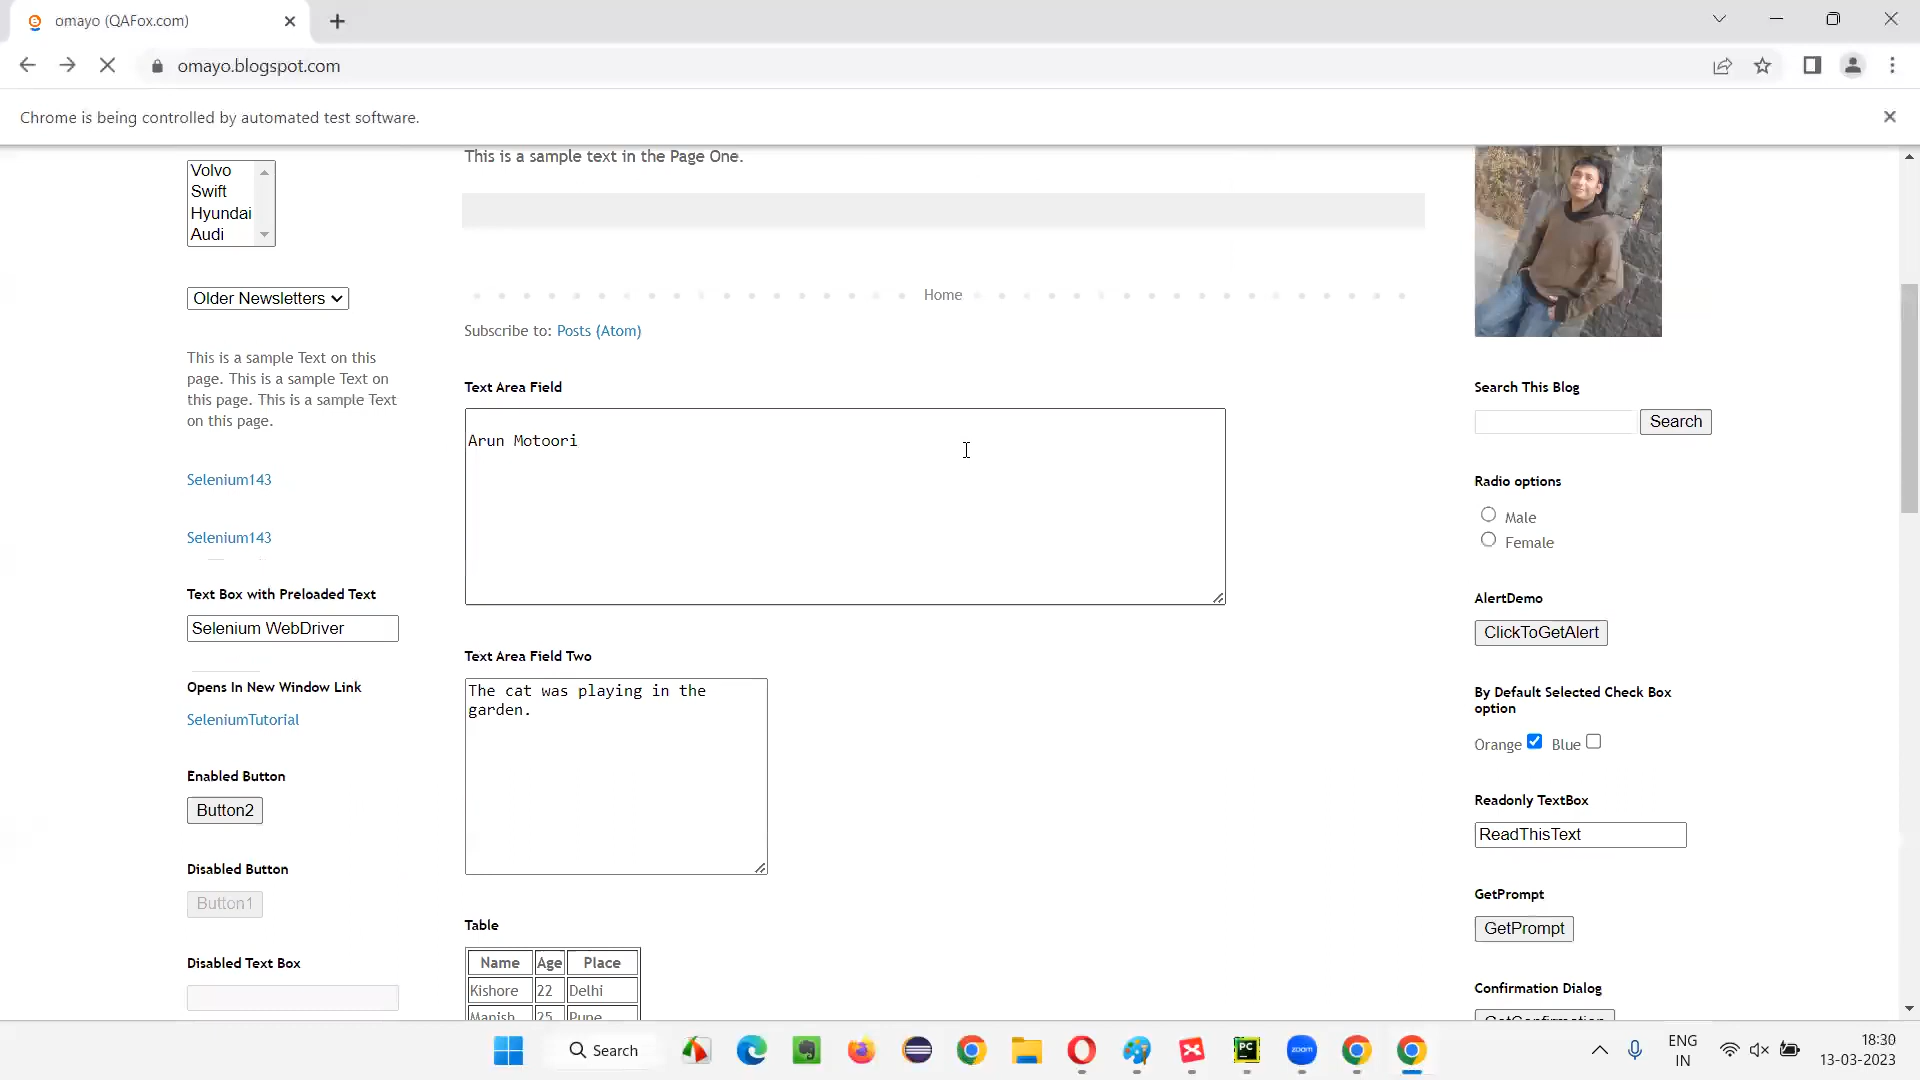 omayo (QAFox.com)
omayo.blogspot.com
Chrome is being controlled by automated test software.
Volvo
Swift
Hyundai
Audi
Older Newsletters
This is a sample Text on this
page. This is a sample Text on
this page. This is a sample Text
on this page.
Selenium143
Selenium143
Text Box with Preloaded Text
Selenium WebDriver
Opens In New Window Link
SeleniumTutorial
Enabled Button
Button2
Disabled Button
Button1
Disabled Text Box
This is a sample text in the Page One.
Home
Subscribe to: Posts (Atom)
Text Area Field
Arun Motoori
Text Area Field Two
The cat was playing in the
garden.
Table
Name Age Place
Kishore 22 Delhi
Manish 25 Pune
Search This Blog
Search
Radio options
Male
Female
AlertDemo
ClickToGetAlert
By Default Selected Check Box
option
Orange Blue
Readonly TextBox
ReadThisText
GetPrompt
GetPrompt
Confirmation Dialog
GetConfirmation
Search
PC
zoom
ENG
IN
18:30
13-03-2023